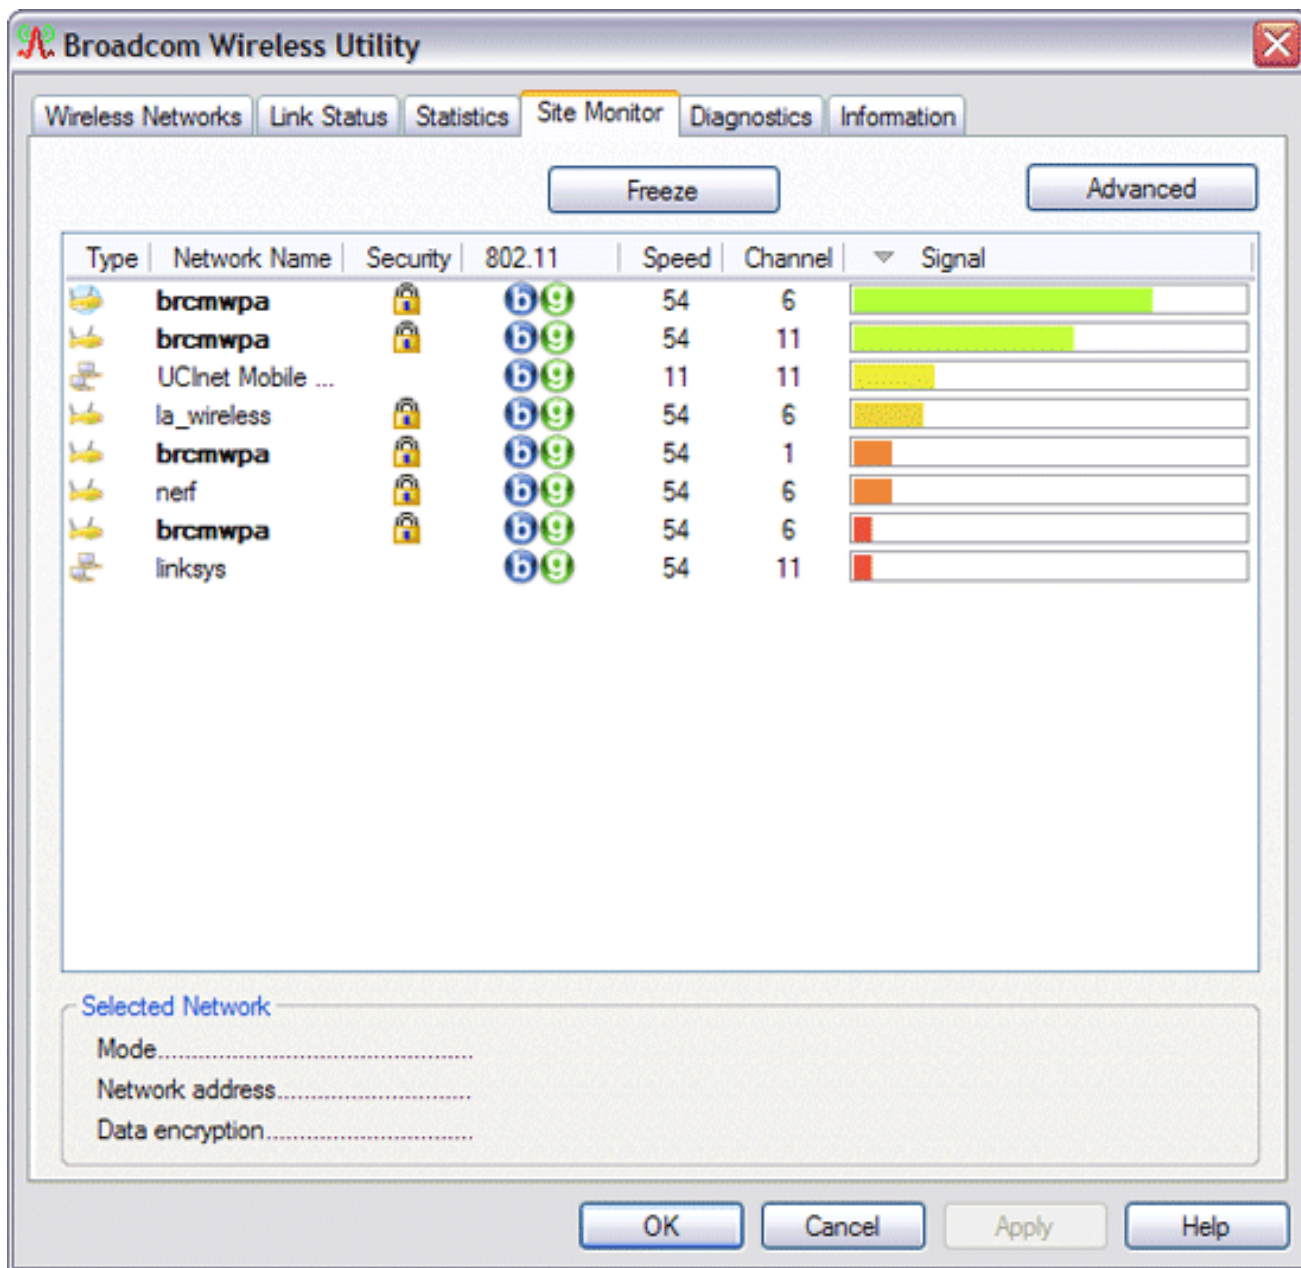 Broadcom Wireless Utility
Wireless Networks Link Status Statistics Site Monitor Diagnostics Information
Freeze Advanced
Type Network Name Security 802.11 Speed Channel Signal
brcmwpa b g 54 6
brcmwpa b g 54 11
UCInet Mobile ... b g 11 11
la_wireless b g 54 6
brcmwpa b g 54 1
nerf b g 54 6
brcmwpa b g 54 6
linksys b g 54 11
Selected Network
Mode.......................................
Network address.............................
Data encryption...............................
OK Cancel Apply Help